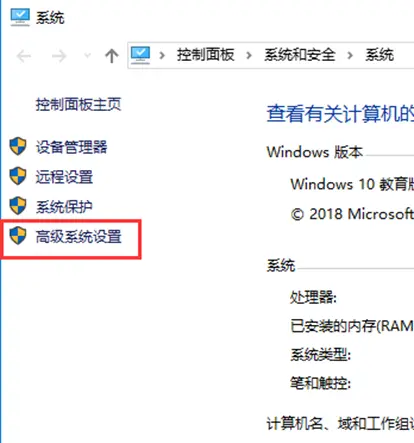 系统
控制面板 系统和安全 系统
控制面板主页
设备管理器
远程设置
系统保护
高级系统设置
查看有关计算机的
Windows 版本
Windows 10 教育版
© 2018 Microsoft
系统
处理器:
已安装的内存(RAM
系统类型:
笔和触控:
计算机名、域和工作组